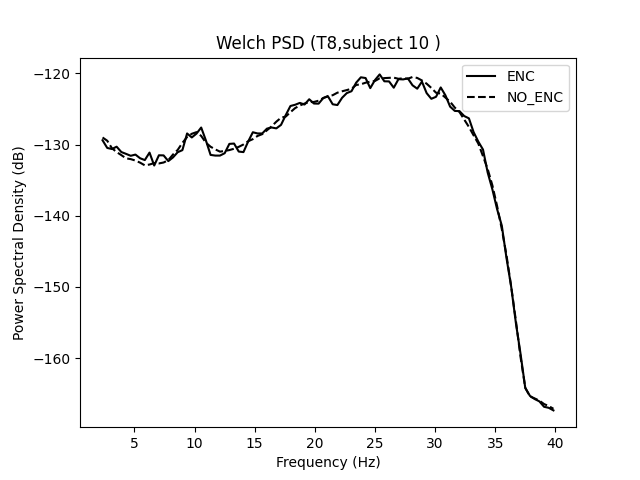 Welch PSD (T8,subject 10 )
ENC
NO_ENC
Power Spectral Density (dB)
−120
−130
−140
−150
−160
5 10 15 20 25 30 35 40
Frequency (Hz)